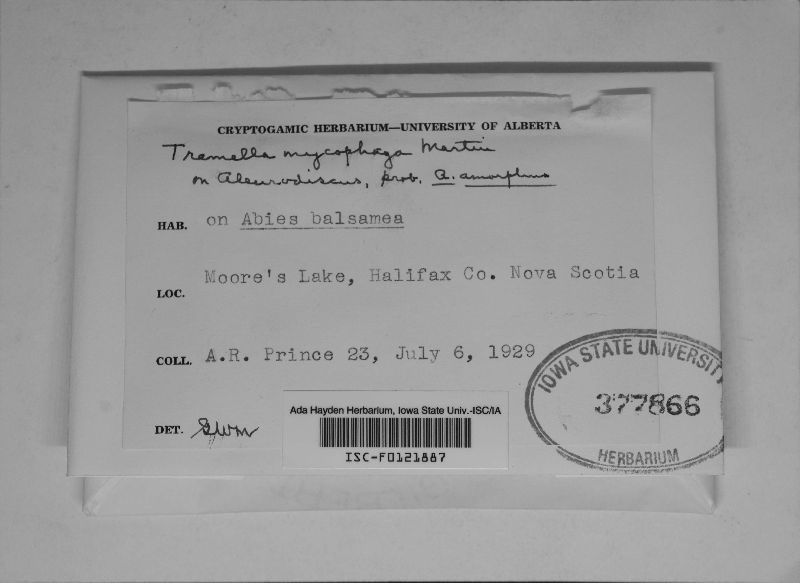 CRYPTOGAMIC HERBARIUM—UNIVERSITY OF ALBERTA
Tremella mycophaga Martin
on Aleurodiscus, prob. A. amorphus
HAB. on Abies balsamea
LOC. Moore's Lake, Halifax Co. Nova Scotia
COLL. A.R. Prince 23, July 6, 1929
DET. GWM
Ada Hayden Herbarium, Iowa State Univ.-ISC/IA
ISC-F0121887
IOWA STATE UNIVERSITY
377866
HERBARIUM